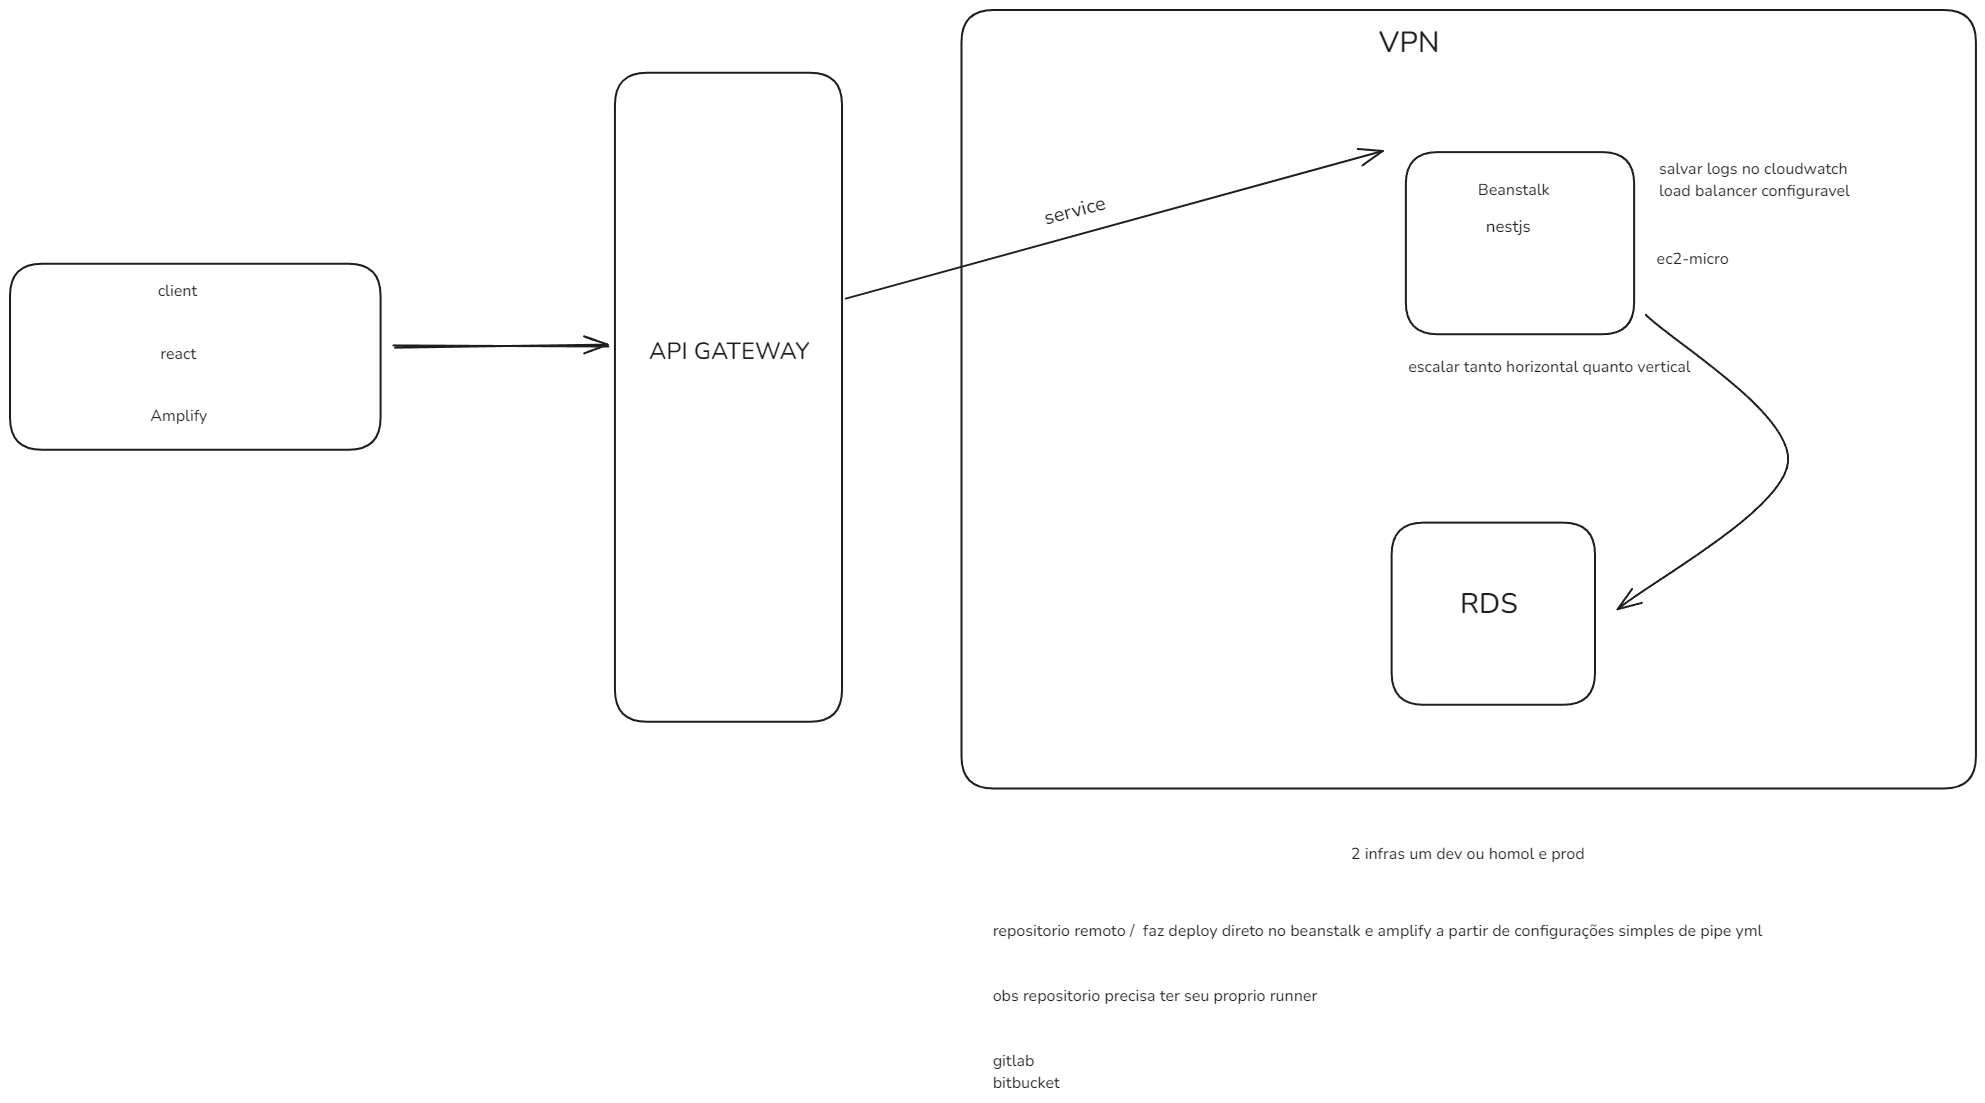 VPN
service
Beanstalk
nestjs
salvar logs no cloudwatch
load balancer configuravel
ec2-micro
client
react
Amplify
API GATEWAY
escalar tanto horizontal quanto vertical
RDS
2 infras um dev ou homol e prod
repositorio remoto /  faz deploy direto no beanstalk e amplify a partir de configurações simples de pipe yml
obs repositorio precisa ter seu proprio runner
gitlab
bitbucket